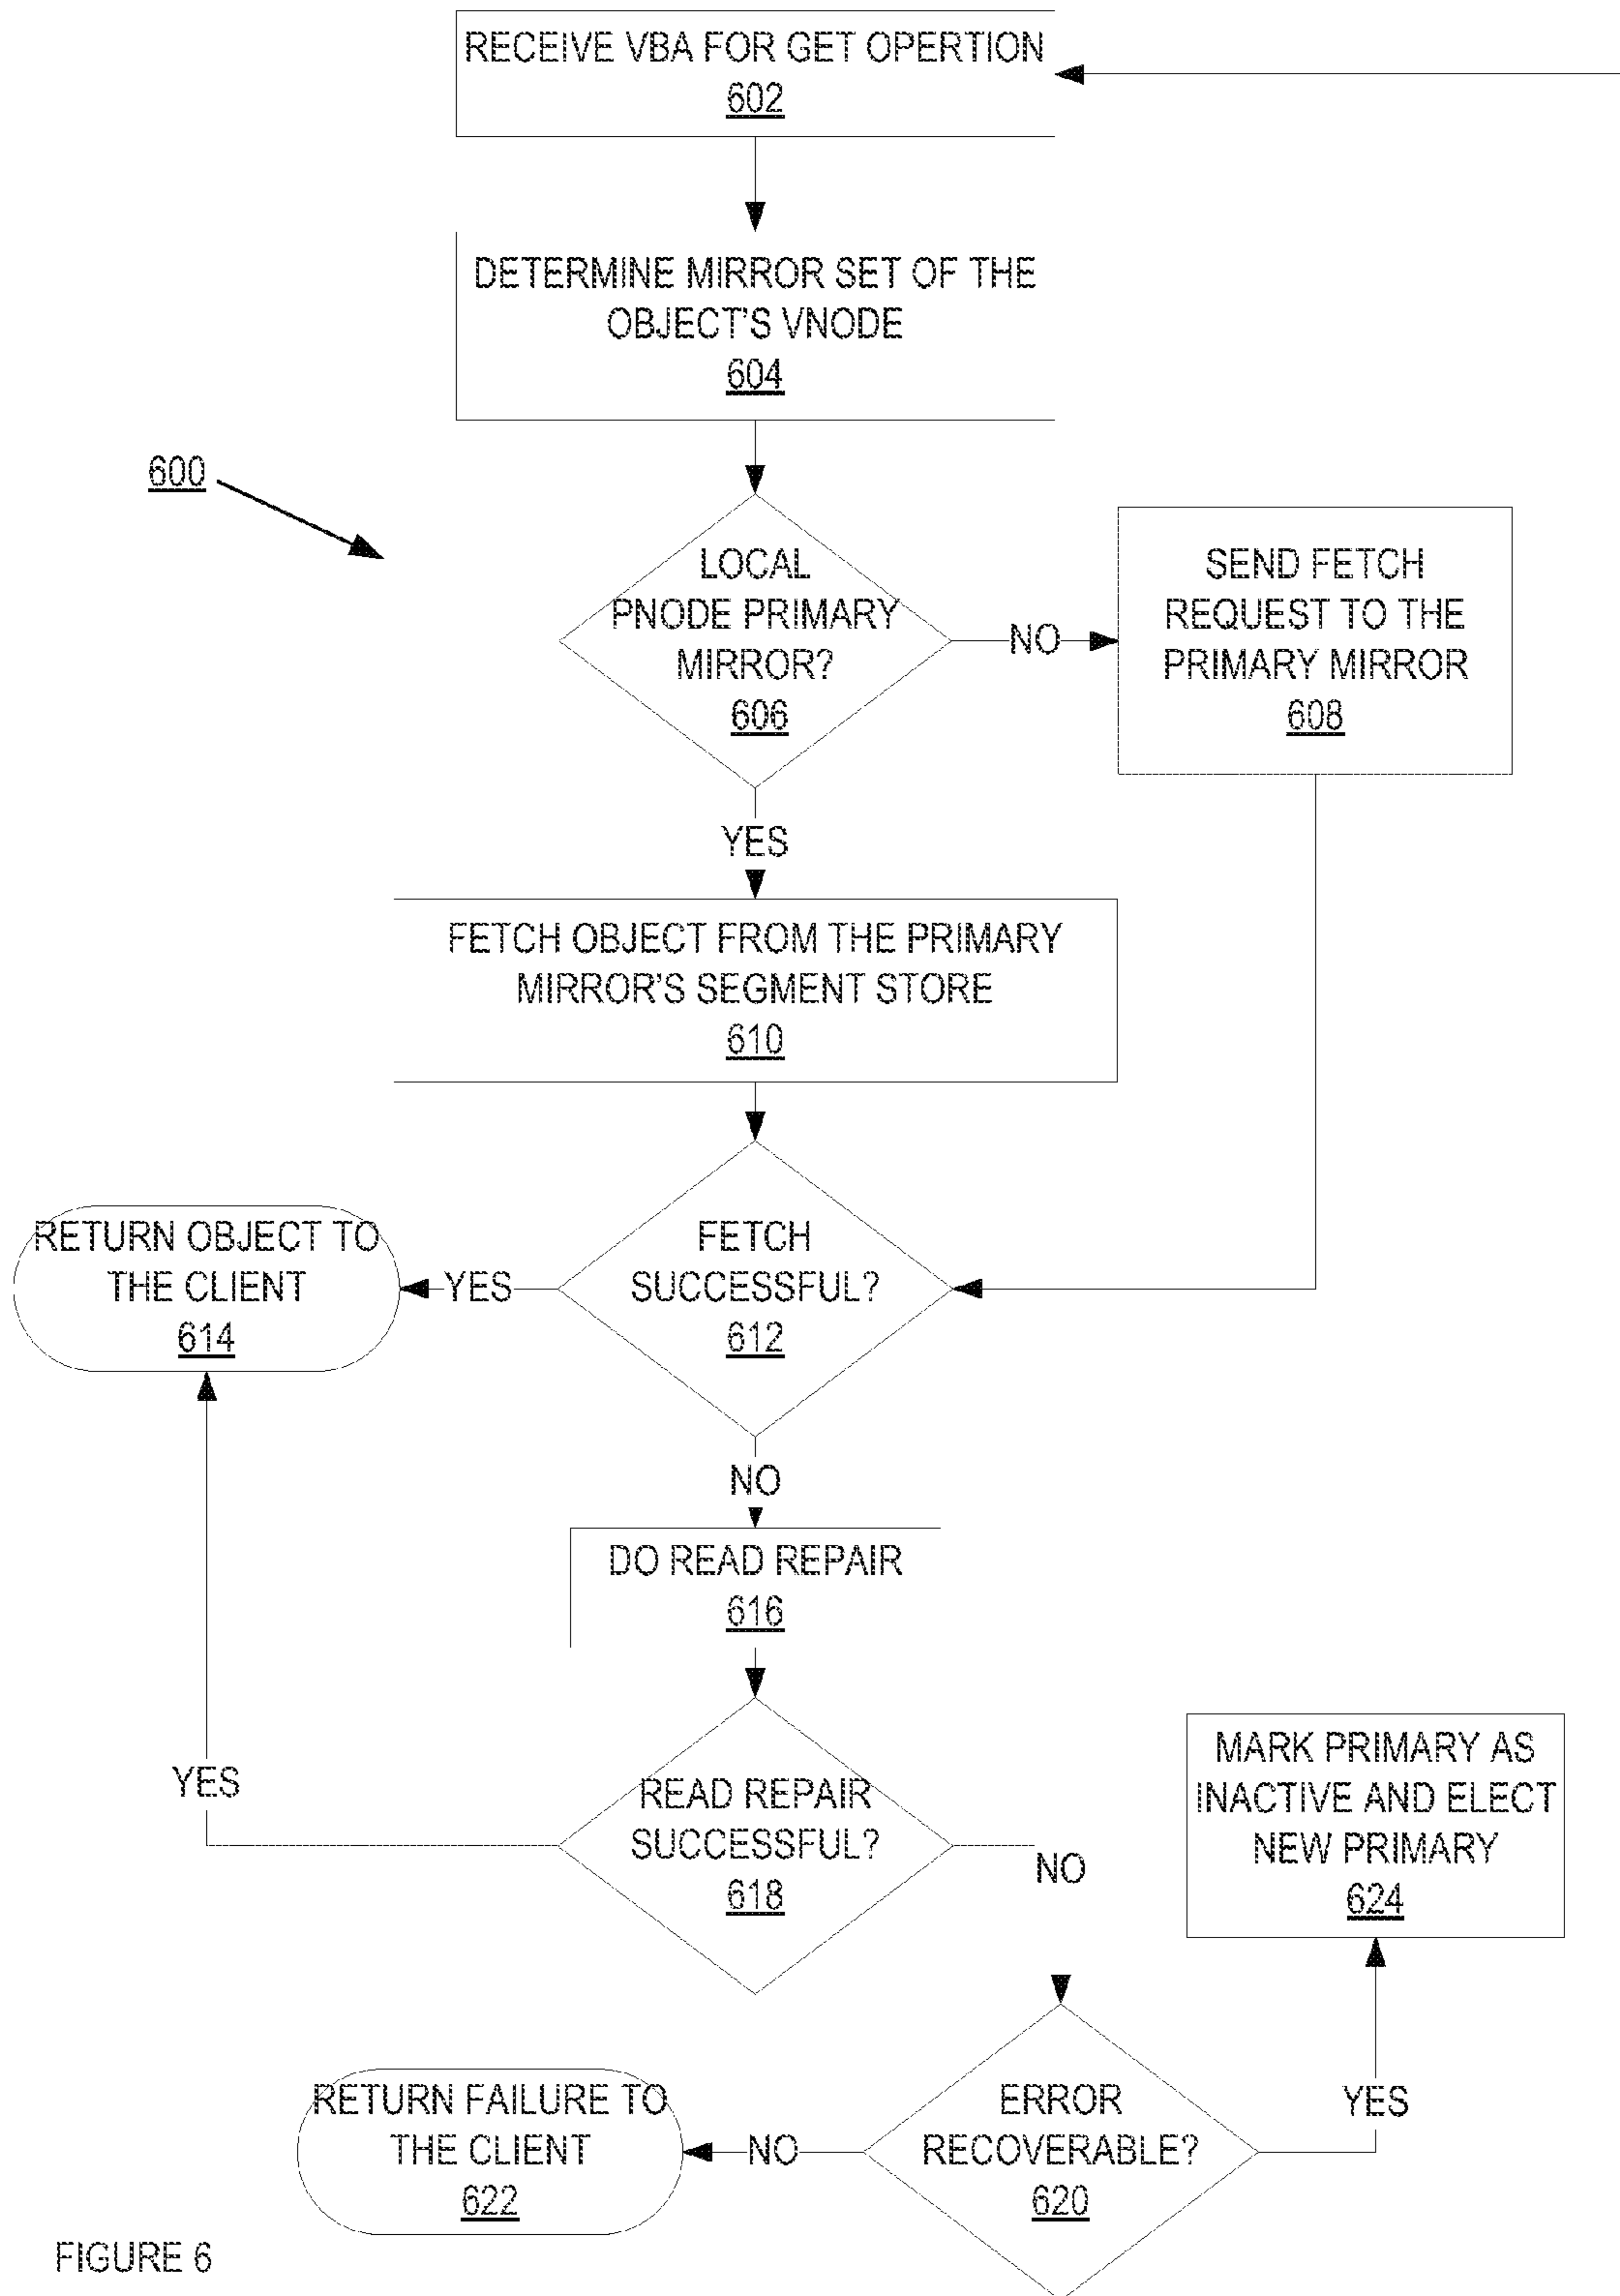 RECEIVE VBA FOR GET OPERTION
602
DETERMINE MIRROR SET OF THE
OBJECT'S VNODE
604
600
LOCAL
PNODE PRIMARY
MIRROR?
606
NO
SEND FETCH
REQUEST TO THE
PRIMARY MIRROR
608
YES
FETCH OBJECT FROM THE PRIMARY
MIRROR'S SEGMENT STORE
610
RETURN OBJECT TO
THE CLIENT
614
YES
FETCH
SUCCESSFUL?
612
NO
DO READ REPAIR
616
YES
READ REPAIR
SUCCESSFUL?
618
NO
MARK PRIMARY AS
INACTIVE AND ELECT
NEW PRIMARY
624
RETURN FAILURE TO
THE CLIENT
622
NO
ERROR
RECOVERABLE?
620
YES
FIGURE 6